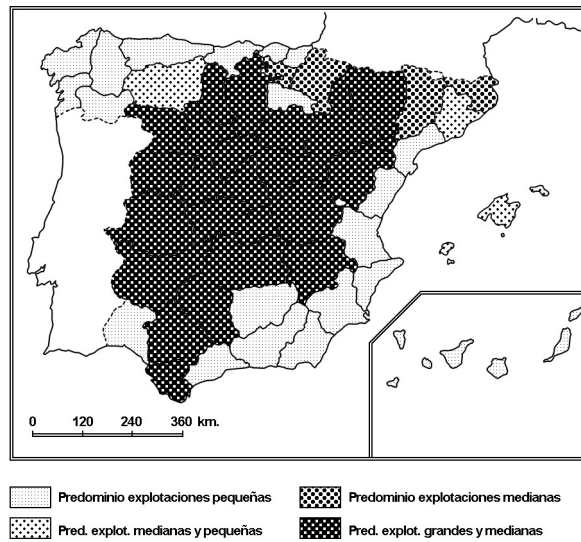 0 120 240 360 km.
Predominio explotaciones pequeñas
Predominio explotaciones medianas
Pred. explot. medianas y pequeñas
Pred. explot. grandes y medianas